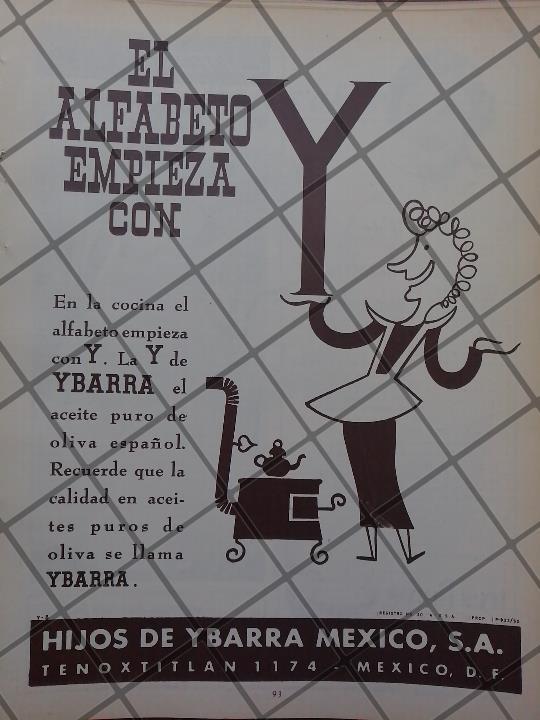 EL
ALFABETO
EMPIEZA
CON
Y
En la cocina el
alfabeto empieza
con Y. La Y de
YBARRA el
aceite puro de
oliva español.
Recuerde que la
calidad en acei-
tes puros de
oliva se llama
YBARRA.
HIJOS DE YBARRA MEXICO, S.A.
TENOXTITLAN 1174 - MEXICO, D. F.
93